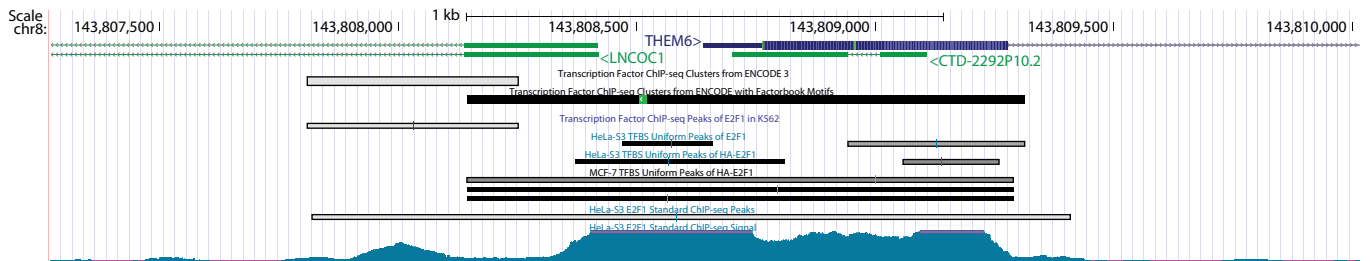 Scale 1 kb
chr8: 143,807,500 143,808,000 143,808,500 143,809,000 143,809,500 143,810,000
THEM6>
<LNCOC1 <CTD-2292P10.2
Transcription Factor ChIP-seq Clusters from ENCODE 3
Transcription Factor ChIP-seq Clusters from ENCODE with Factorbook Motifs
Transcription Factor ChIP-seq Peaks of E2F1 in K562
HeLa-S3 TFBS Uniform Peaks of E2F1
HeLa-S3 TFBS Uniform Peaks of HA-E2F1
MCF-7 TFBS Uniform Peaks of HA-E2F1
HeLa-S3 E2F1 Standard ChIP-seq Peaks
HeLa-S3 E2F1 Standard ChIP-seq Signal